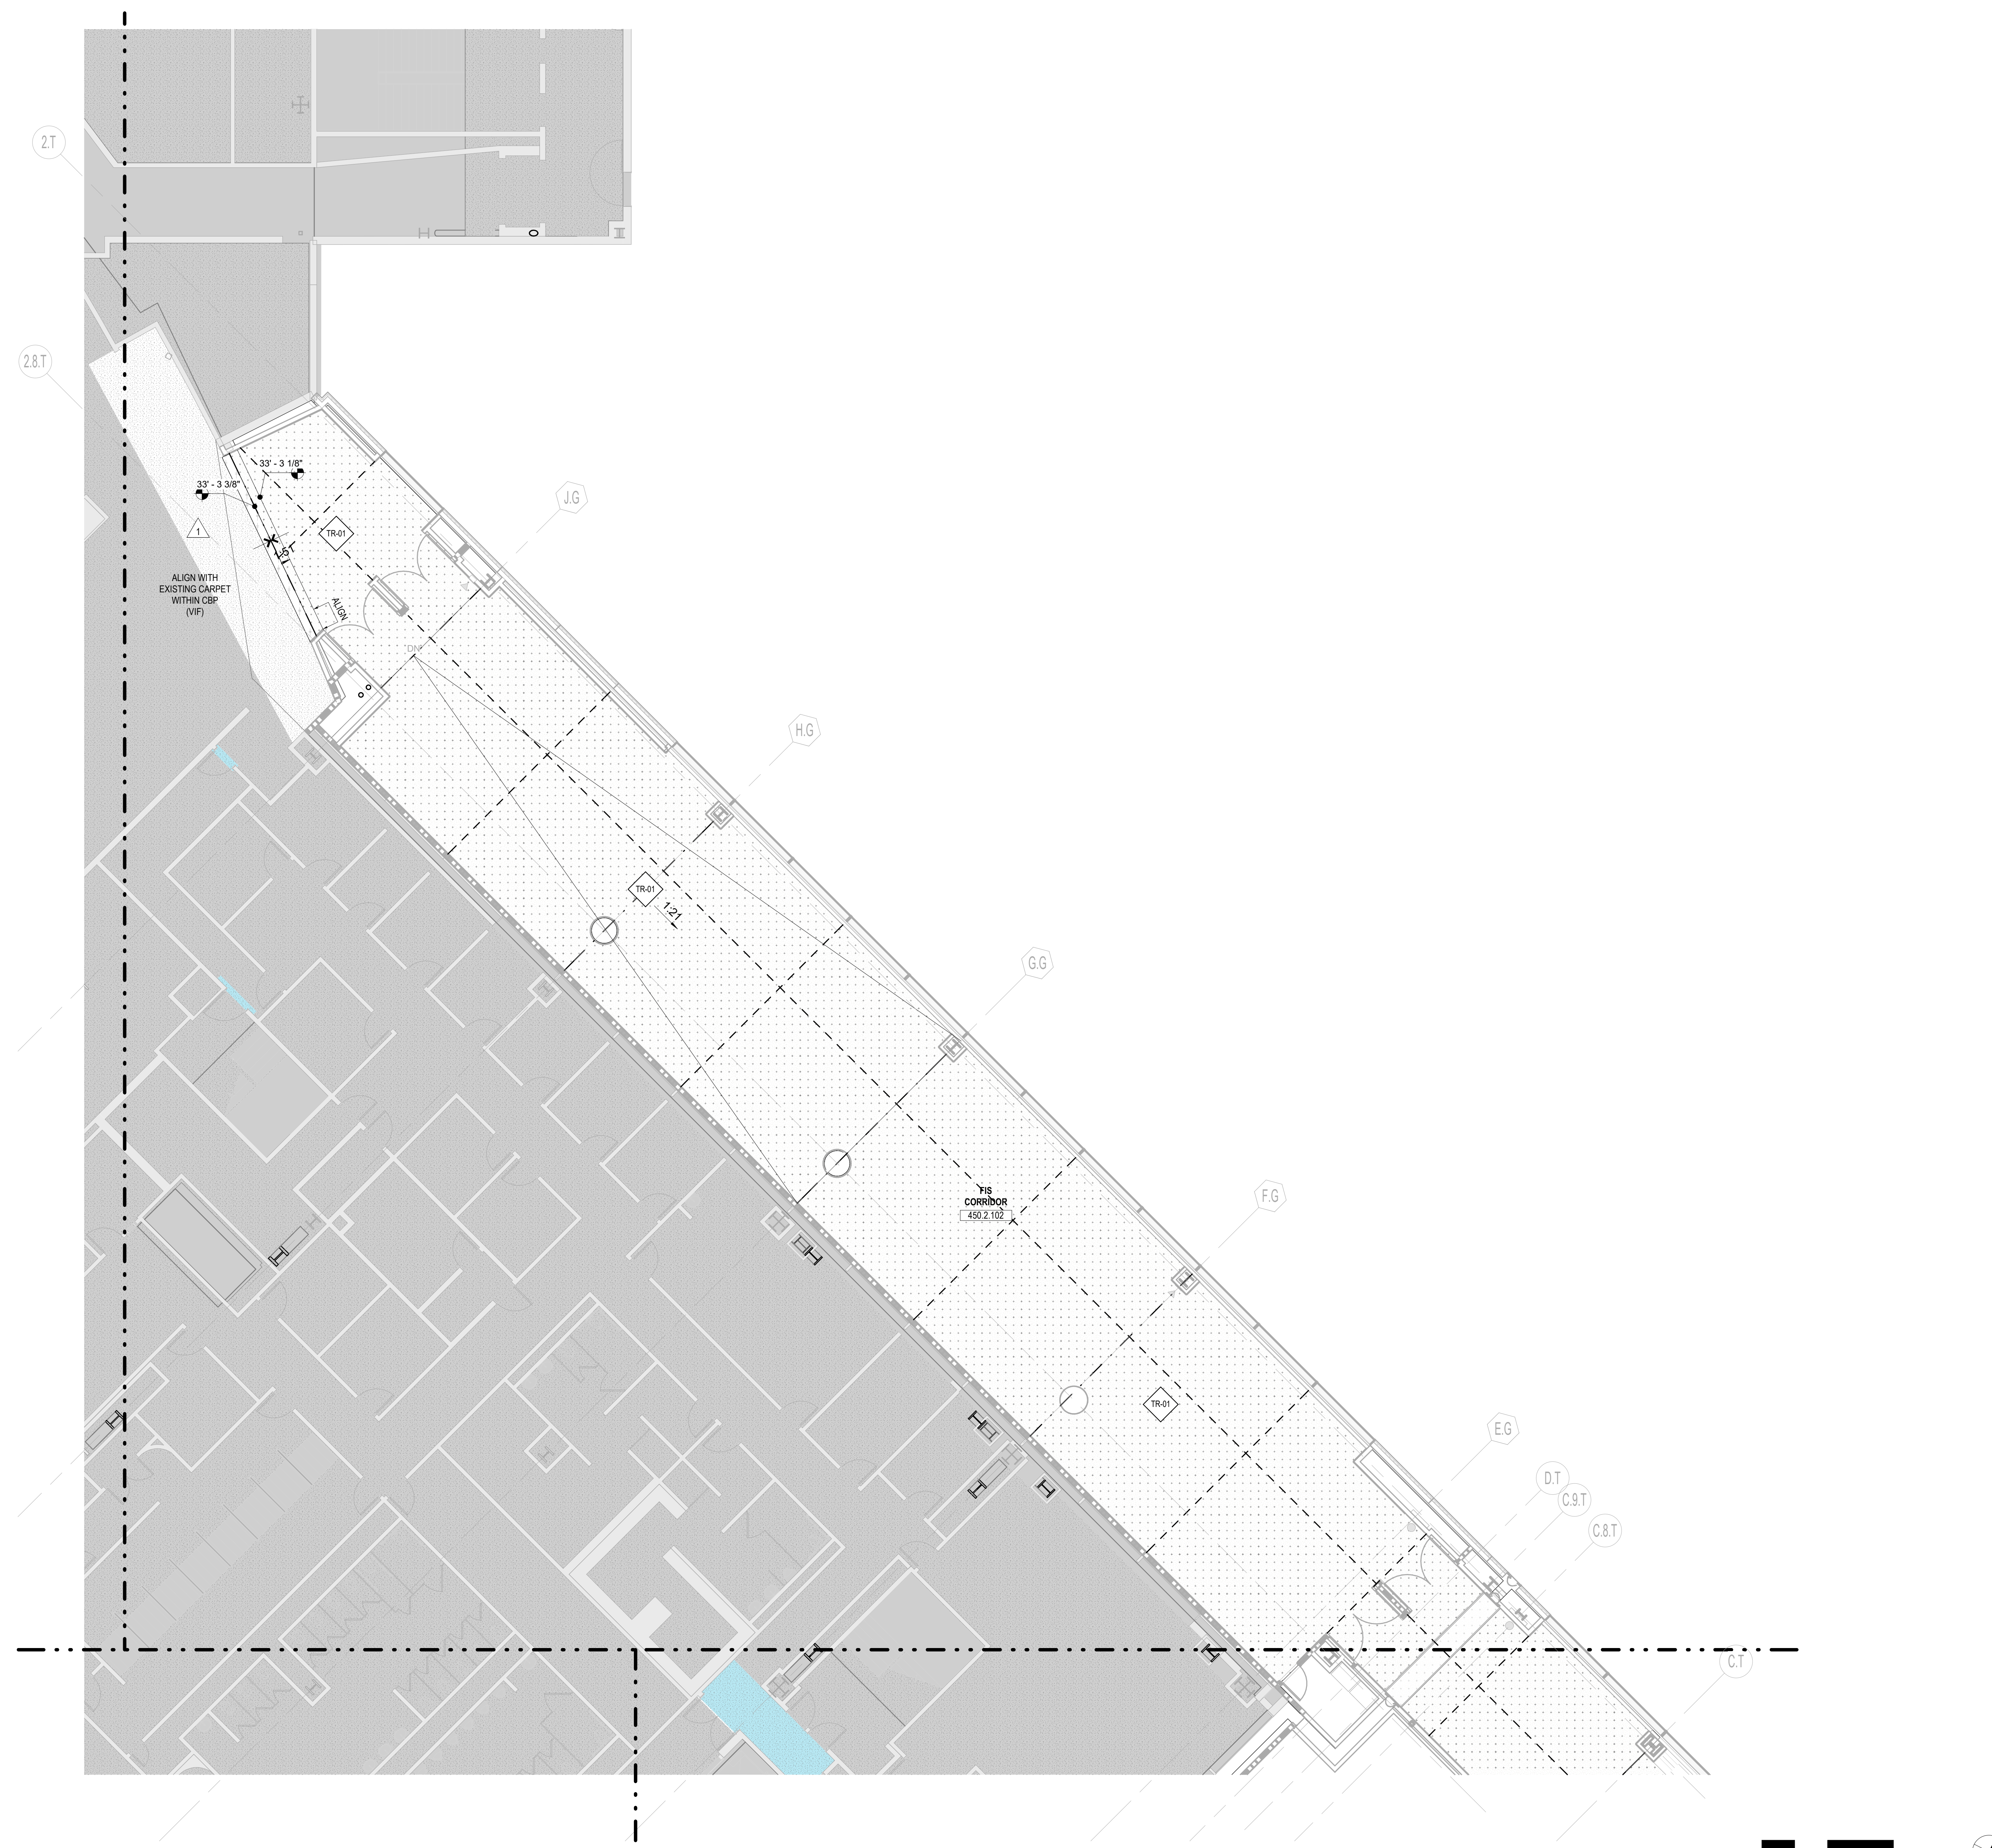 2.T
2.8.T
33' - 3 1/8"
33' - 3 3/8"
J.G
1
TR-01
1:51
ALIGN WITH
EXISTING CARPET
WITHIN CBP
(VIF)
ALIGN
DN
H.G
TR-01
1:21
G.G
FIS
CORRIDOR
450.2.102
F.G
TR-01
E.G
D.T
C.9.T
C.8.T
C.T